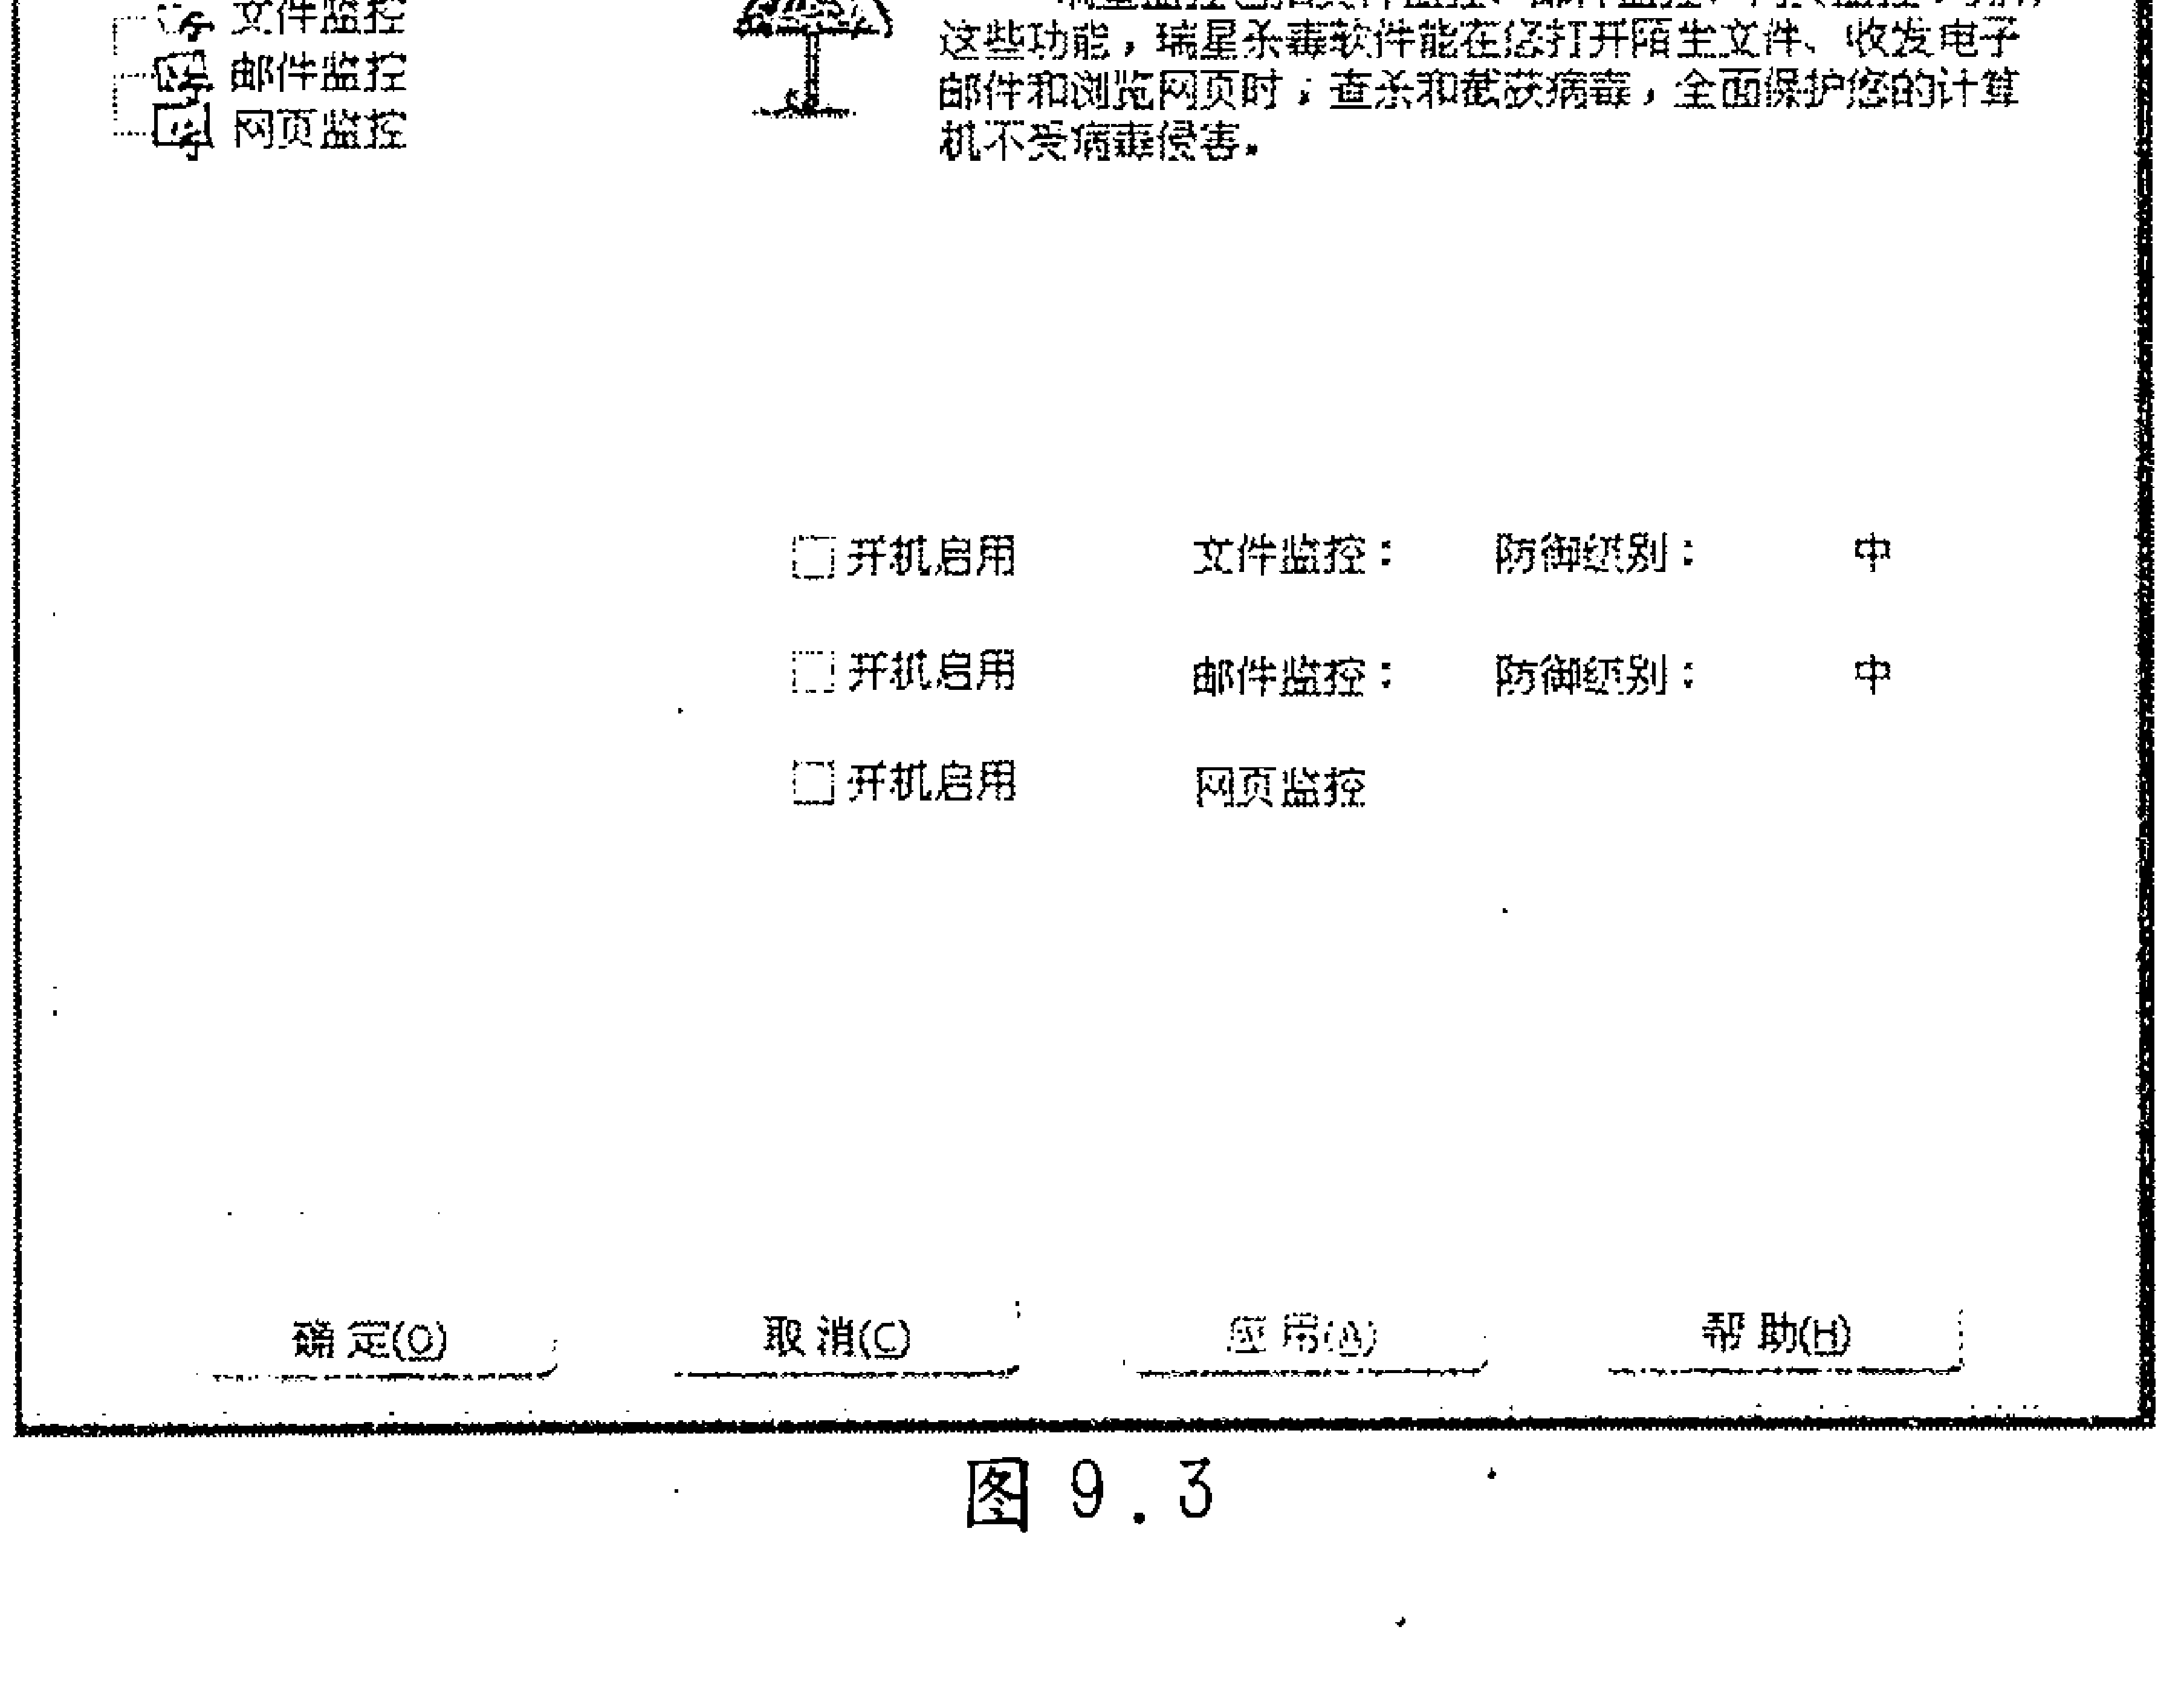 文件监控
邮件监控
网页监控
这些功能，瑞星杀毒软件能在您打开陌生文件、收发电子
邮件和浏览网页时；查杀和截获病毒，全面保护您的计算
机不受病毒侵害。
开机启用 文件监控： 防御级别： 中
开机启用 邮件监控： 防御级别： 中
开机启用 网页监控
确 定(O) 取 消(C) 应 用(A) 帮 助(H)
图 9.3